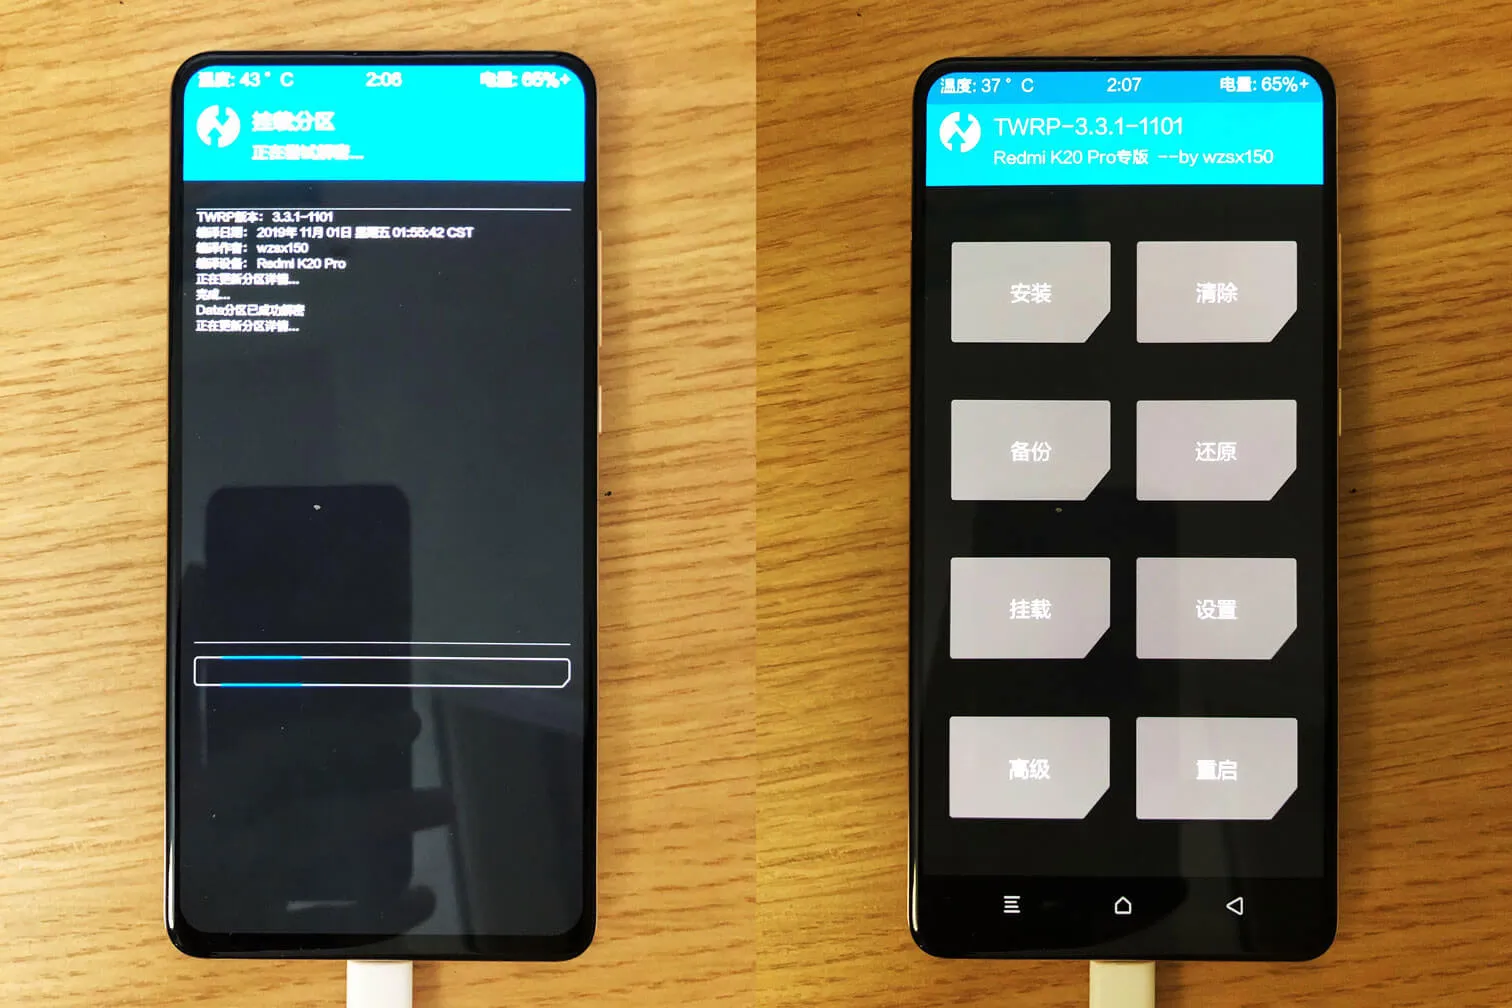 温度: 43 ° C 2:06 电量: 65%+
挂载分区
正在尝试解密...
TWRP版本： 3.3.1-1101
编译日期： 2019年 11月 01日 星期五 01:55:42 CST
编译作者： wzsx150
编译设备： Redmi K20 Pro
正在更新分区详情...
完成...
Data分区已成功解密
正在更新分区详情...
温度: 37 ° C 2:07 电量: 65%+
TWRP-3.3.1-1101
Redmi K20 Pro专版 --by wzsx150
安装 清除
备份 还原
挂载 设置
高级 重启